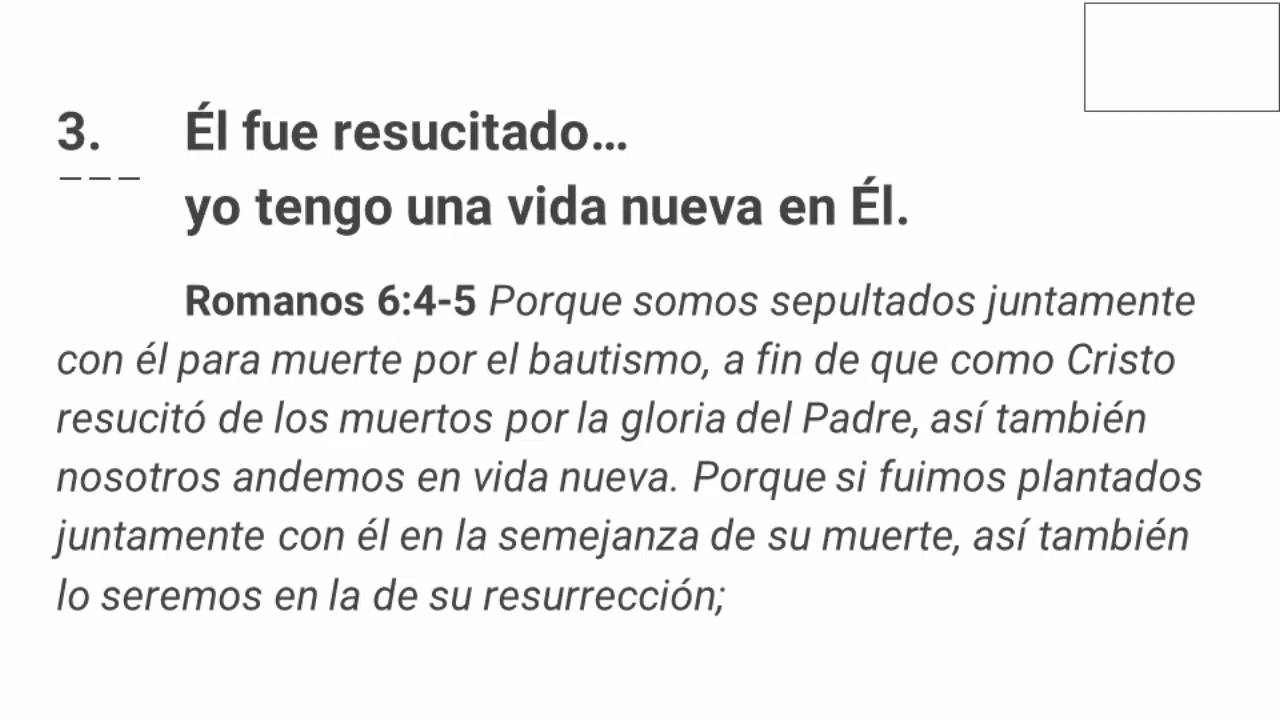 3. Él fue resucitado...
_ _ _
yo tengo una vida nueva en Él.
Romanos 6:4-5 Porque somos sepultados juntamente
con él para muerte por el bautismo, a fin de que como Cristo
resucitó de los muertos por la gloria del Padre, así también
nosotros andemos en vida nueva. Porque si fuimos plantados
juntamente con él en la semejanza de su muerte, así también
lo seremos en la de su resurrección;